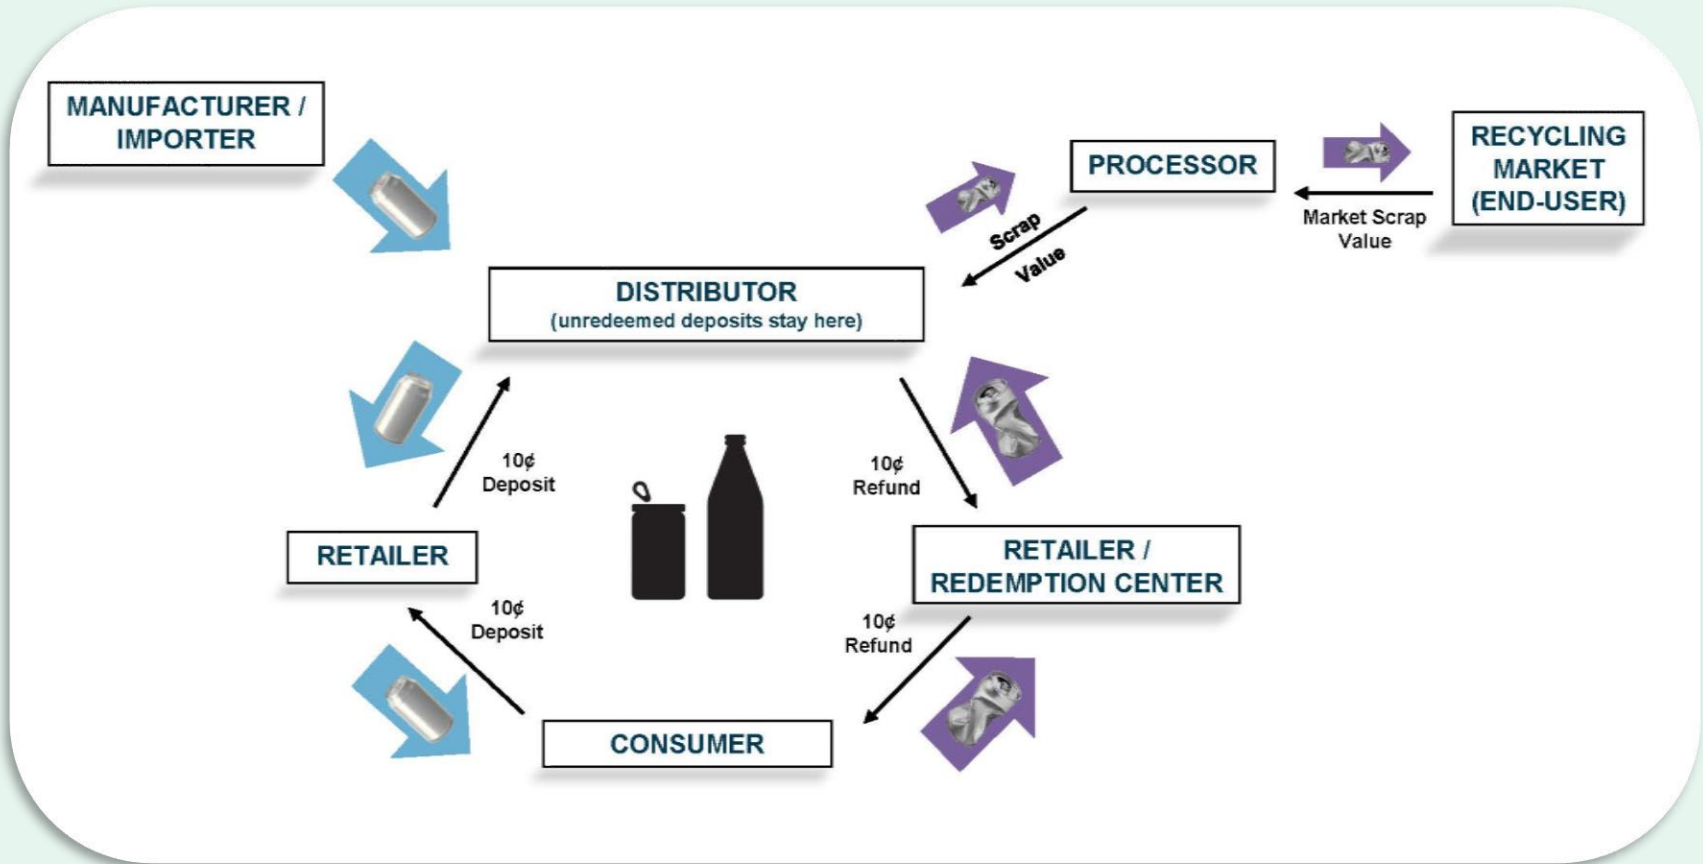 MANUFACTURER /
IMPORTER
PROCESSOR
RECYCLING
MARKET
(END-USER)
Market Scrap
Value
Scrap
Value
DISTRIBUTOR
(unredeemed deposits stay here)
10¢
Deposit
10¢
Refund
RETAILER
RETAILER /
REDEMPTION CENTER
10¢
Deposit
10¢
Refund
CONSUMER